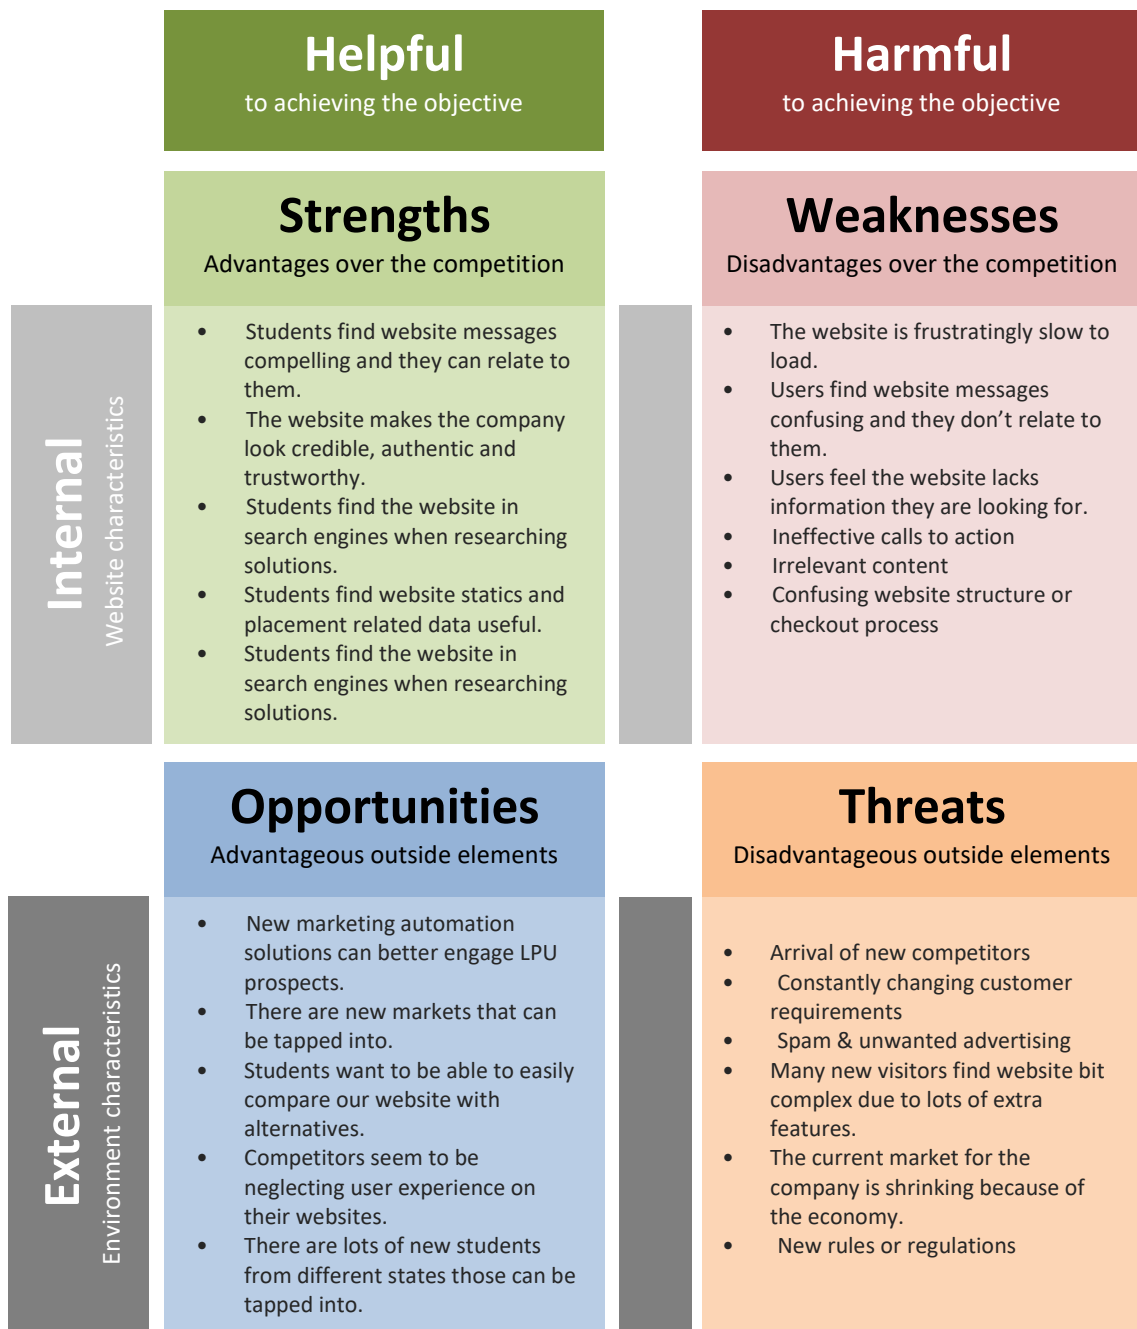 Helpful
to achieving the objective
Harmful
to achieving the objective
Strengths
Advantages over the competition
Weaknesses
Disadvantages over the competition
Internal
Website characteristics
• Students find website messages
compelling and they can relate to
them.
• The website makes the company
look credible, authentic and
trustworthy.
• Students find the website in
search engines when researching
solutions.
• Students find website statics and
placement related data useful.
• Students find the website in
search engines when researching
solutions.
• The website is frustratingly slow to
load.
• Users find website messages
confusing and they don’t relate to
them.
• Users feel the website lacks
information they are looking for.
• Ineffective calls to action
• Irrelevant content
• Confusing website structure or
checkout process
Opportunities
Advantageous outside elements
Threats
Disadvantageous outside elements
External
Environment characteristics
• New marketing automation
solutions can better engage LPU
prospects.
• There are new markets that can
be tapped into.
• Students want to be able to easily
compare our website with
alternatives.
• Competitors seem to be
neglecting user experience on
their websites.
• There are lots of new students
from different states those can be
tapped into.
• Arrival of new competitors
• Constantly changing customer
requirements
• Spam & unwanted advertising
• Many new visitors find website bit
complex due to lots of extra
features.
• The current market for the
company is shrinking because of
the economy.
• New rules or regulations